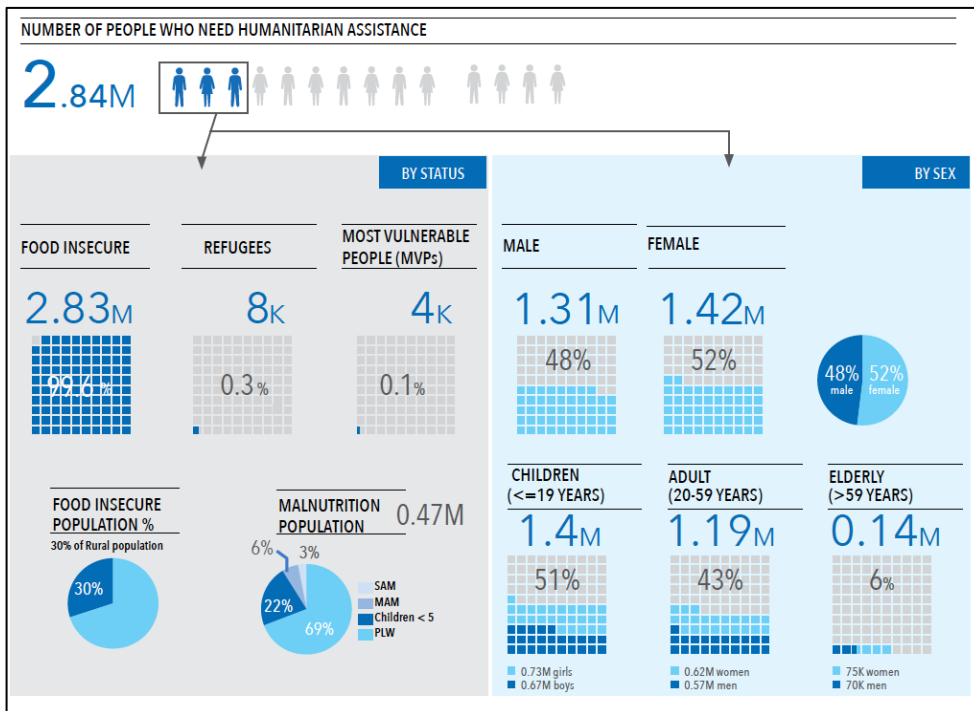 NUMBER OF PEOPLE WHO NEED HUMANITARIAN ASSISTANCE
2.84M
BY STATUS
FOOD INSECURE
REFUGEES
MOST VULNERABLE
PEOPLE (MVPs)
2.83M
8K
4K
99.6 %
0.3 %
0.1 %
FOOD INSECURE
POPULATION %
30% of Rural population
30%
MALNUTRITION
POPULATION
0.47M
6%
3%
22%
69%
SAM
MAM
Children < 5
PLW
BY SEX
MALE
FEMALE
1.31M
1.42M
48%
52%
48%
male
52%
female
CHILDREN
(<=19 YEARS)
ADULT
(20-59 YEARS)
ELDERLY
(>59 YEARS)
1.4M
1.19M
0.14M
51%
43%
6%
0.73M girls
0.67M boys
0.62M women
0.57M men
75K women
70K men